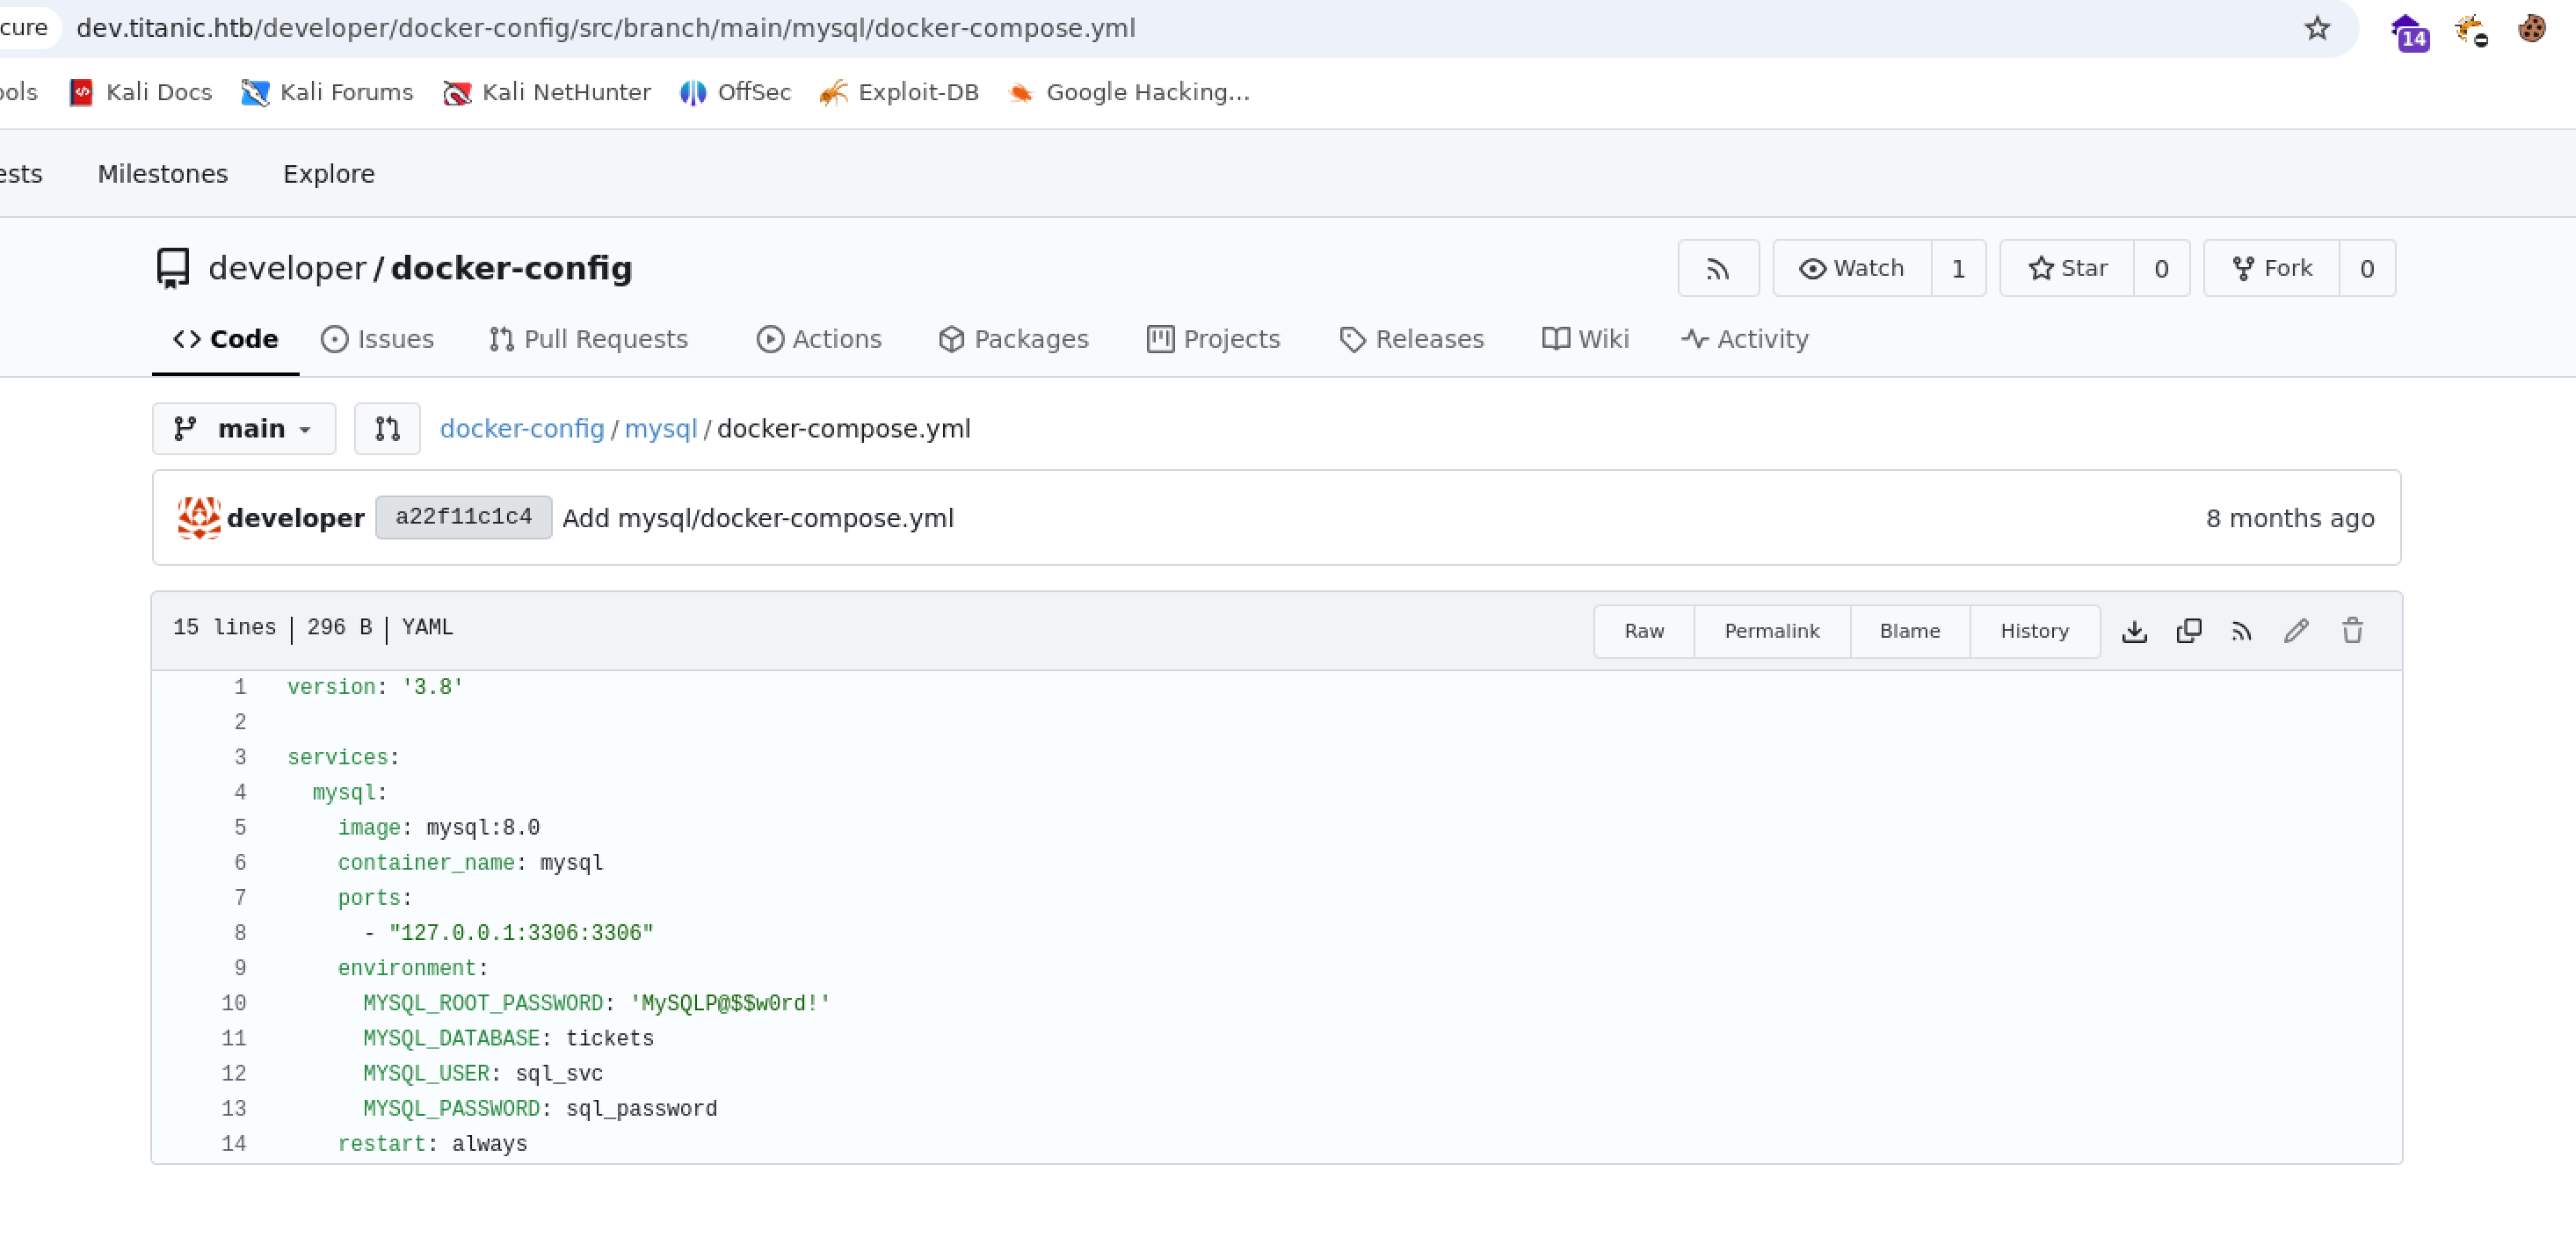 cure dev.titanic.htb/developer/docker-config/src/branch/main/mysql/docker-compose.yml 14
ools Kali Docs Kali Forums Kali NetHunter OffSec Exploit-DB Google Hacking...
ests Milestones Explore
developer / docker-config Watch 1 Star 0 Fork 0
Code Issues Pull Requests Actions Packages Projects Releases Wiki Activity
main docker-config / mysql / docker-compose.yml
developer a22f11c1c4 Add mysql/docker-compose.yml 8 months ago
15 lines | 296 B | YAML Raw Permalink Blame History
1 version: '3.8'
2
3 services:
4 mysql:
5 image: mysql:8.0
6 container_name: mysql
7 ports:
8 - "127.0.0.1:3306:3306"
9 environment:
10 MYSQL_ROOT_PASSWORD: 'MySQLP@$$w0rd!'
11 MYSQL_DATABASE: tickets
12 MYSQL_USER: sql_svc
13 MYSQL_PASSWORD: sql_password
14 restart: always